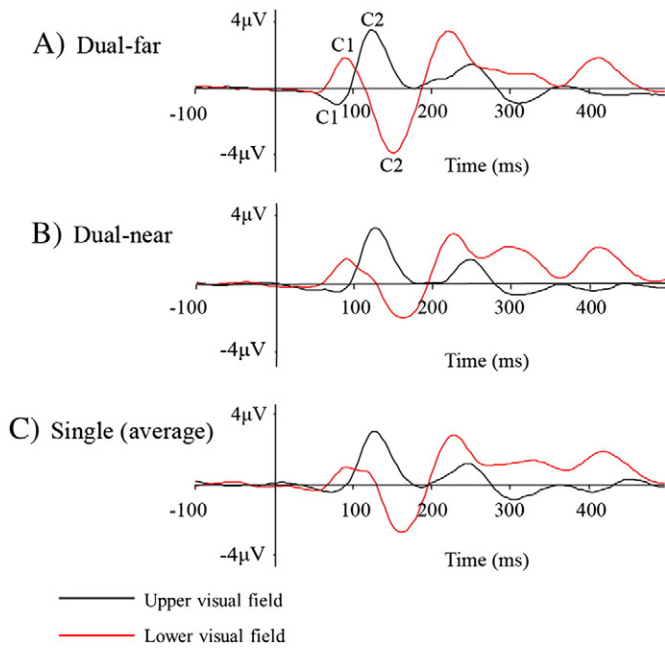 4μV
A) Dual-far
C2
C1
C1
-100
100
200
300
400
C2
-4μV
Time (ms)
4μV
B) Dual-near
-100
100
200
300
400
-4μV
Time (ms)
4μV
C) Single (average)
-100
100
200
300
400
-4μV
Time (ms)
Upper visual field
Lower visual field